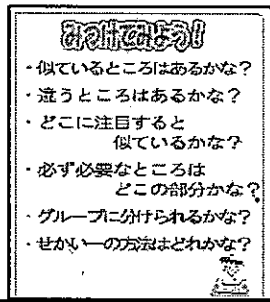 みつけてみよう!
・似ているところはあるかな?
・違うところはあるかな?
・どこに注目すると
似ているかな?
・必ず必要なところは
どこの部分かな?
・グループに分けられるかな?
・せかい一の方法はどれかな?